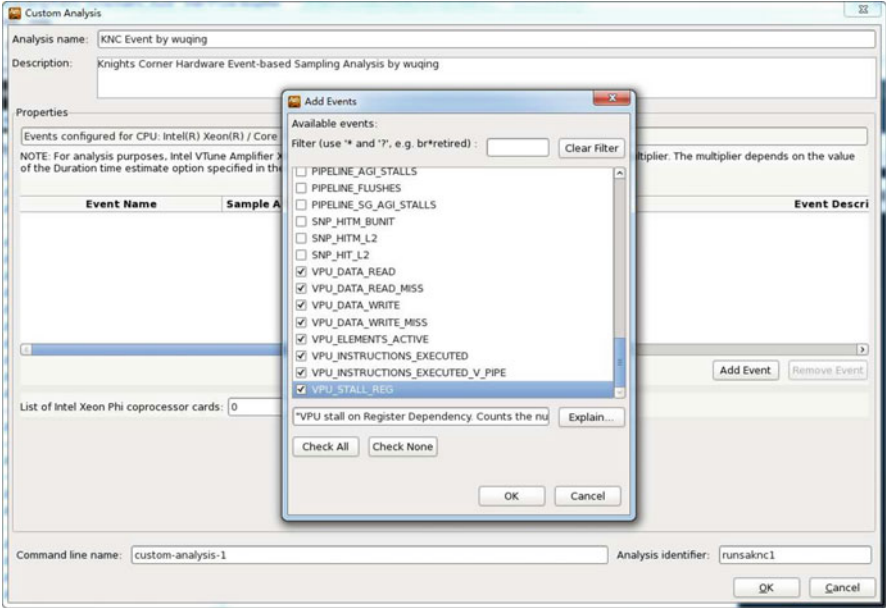 Custom Analysis
Analysis name: KNC Event by wuqing
Description: Knights Corner Hardware Event-based Sampling Analysis by wuqing
Properties
Events configured for CPU: Intel(R) Xeon(R) / Core
NOTE: For analysis purposes, Intel VTune Amplifier X
ltiplier. The multiplier depends on the value
of the Duration time estimate option specified in the
Event Name Sample A Event Descri
Add Events
Available events:
Filter (use '*' and '?', e.g. br*retired) : Clear Filter
PIPELINE_AGI_STALLS
PIPELINE_FLUSHES
PIPELINE_SG_AGI_STALLS
SNP_HITM_BUNIT
SNP_HITM_L2
SNP_HIT_L2
VPU_DATA_READ
VPU_DATA_READ_MISS
VPU_DATA_WRITE
VPU_DATA_WRITE_MISS
VPU_ELEMENTS_ACTIVE
VPU_INSTRUCTIONS_EXECUTED
VPU_INSTRUCTIONS_EXECUTED_V_PIPE
VPU_STALL_REG
"VPU stall on Register Dependency. Counts the nu Explain...
Check All Check None
OK Cancel
Add Event Remove Event
List of Intel Xeon Phi coprocessor cards: 0
Command line name: custom-analysis-1 Analysis identifier: runsaknc1
OK Cancel